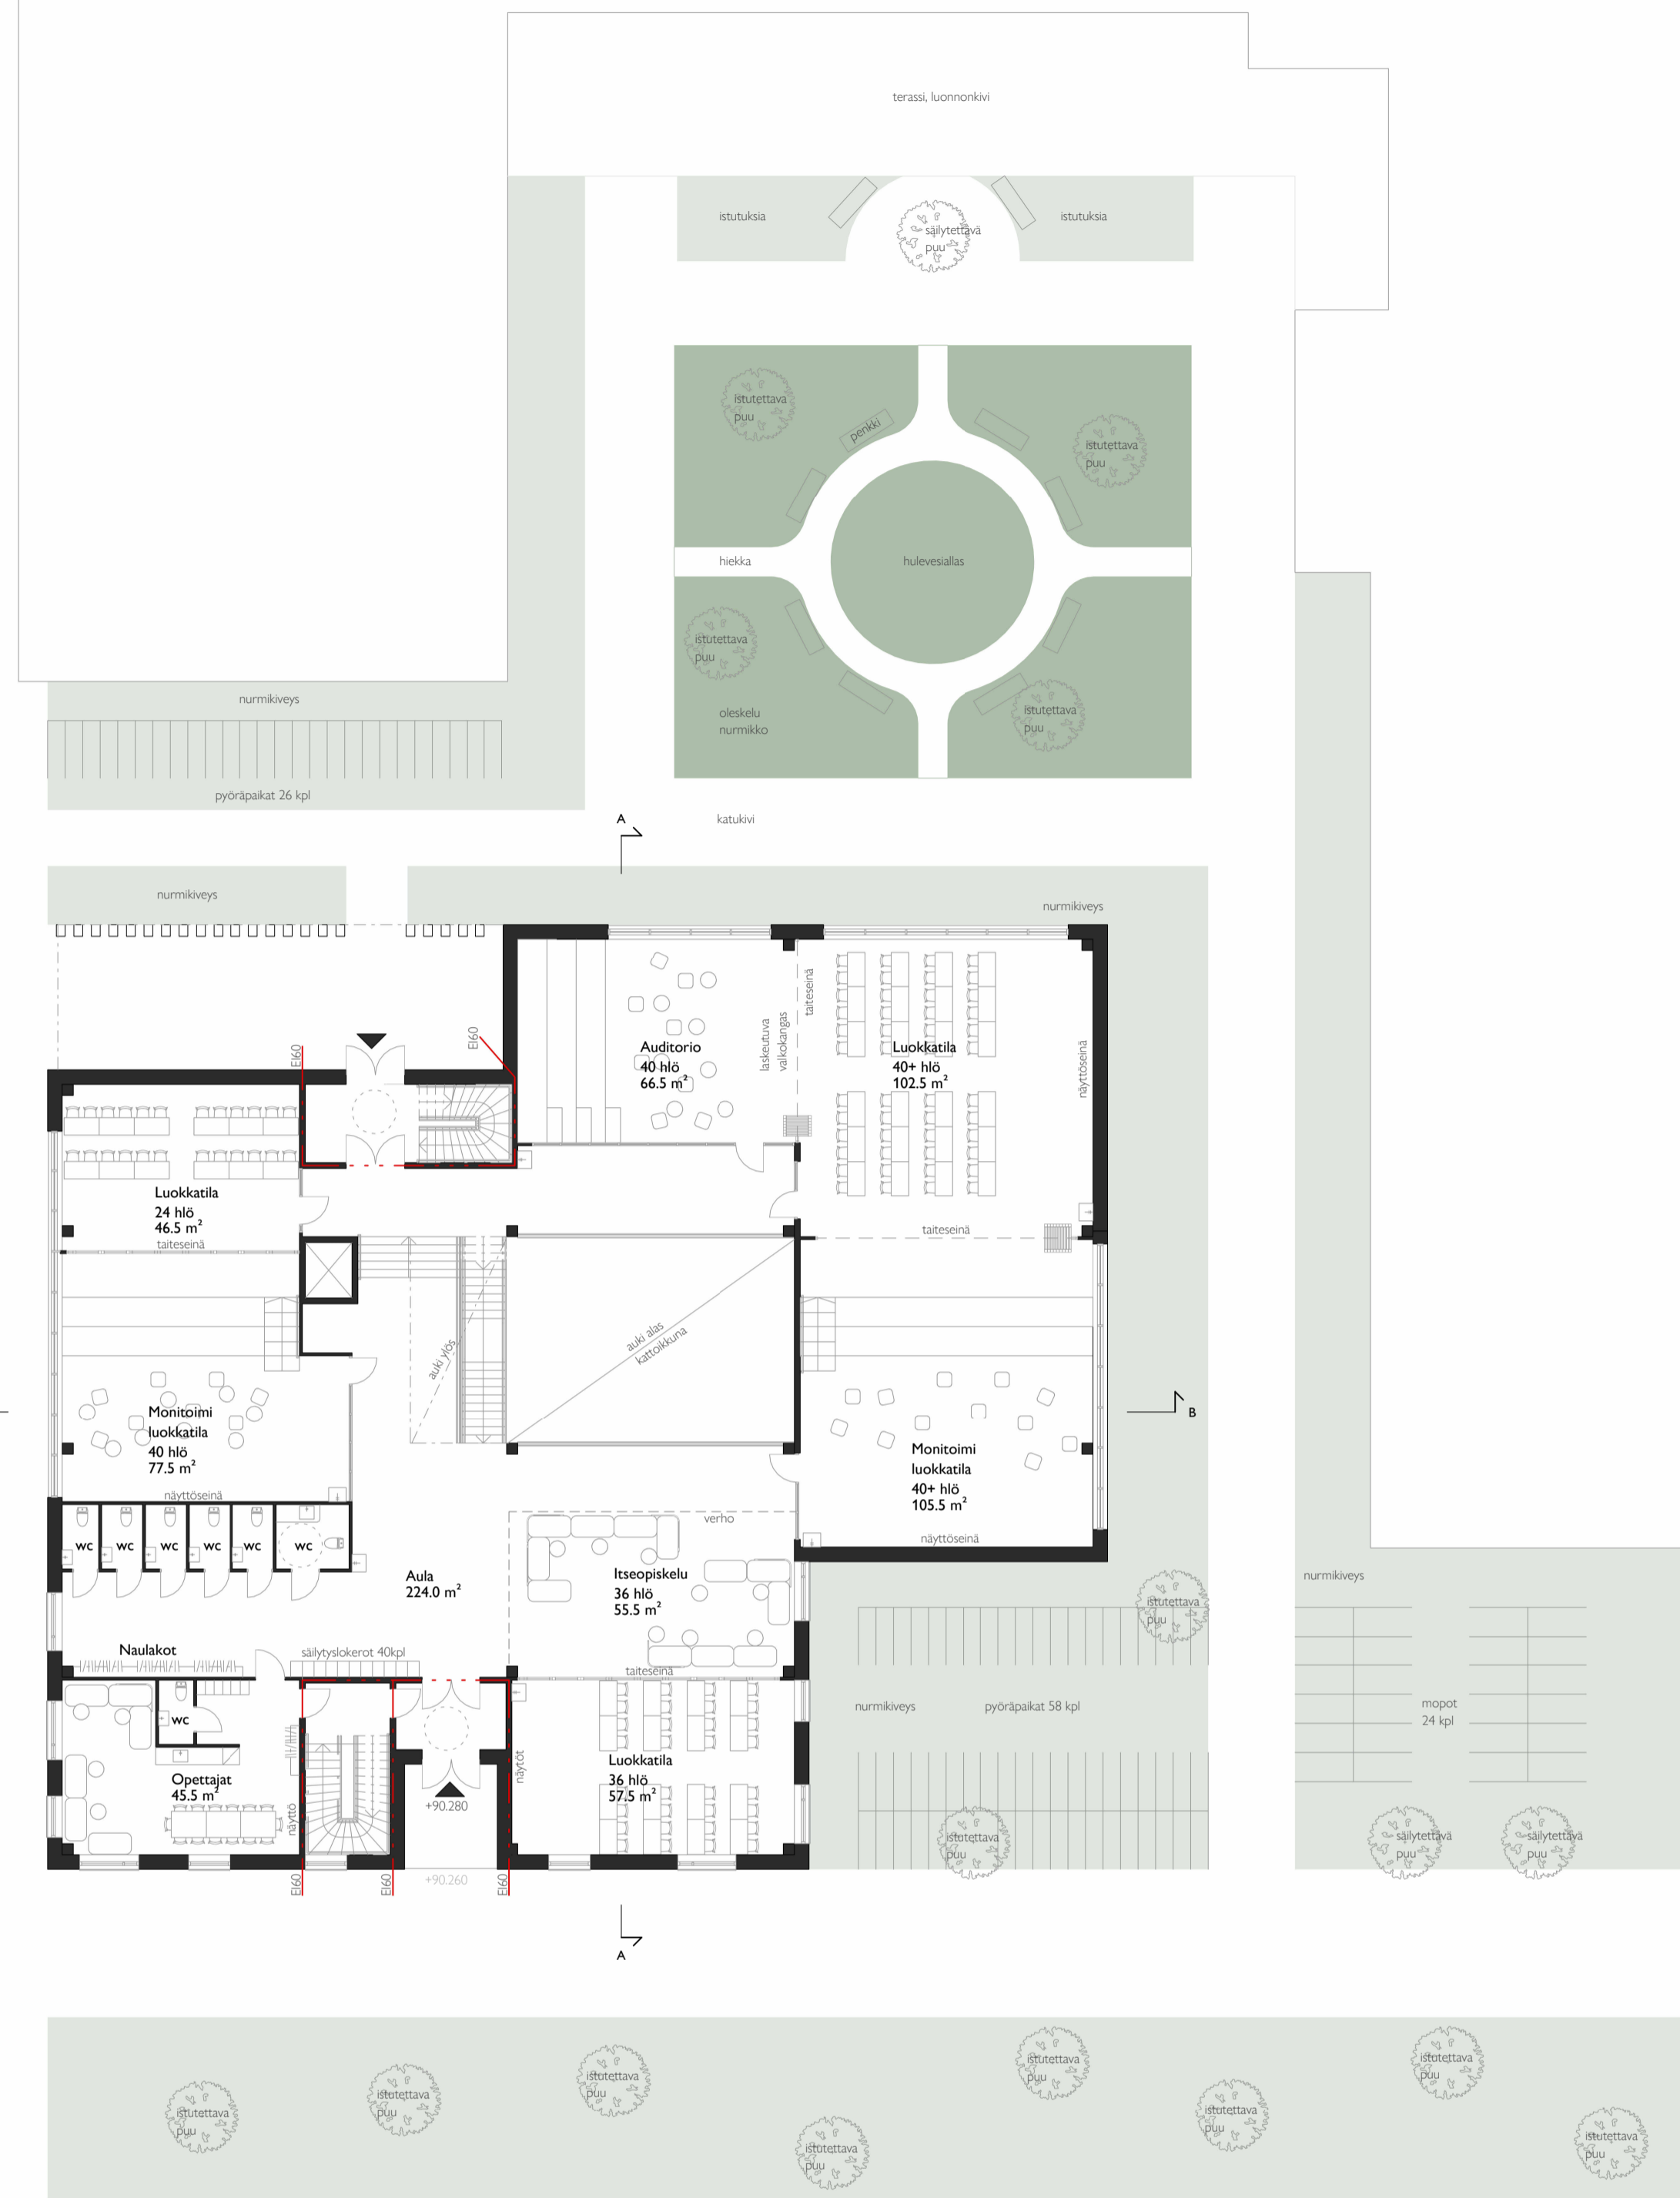 terassi, luonnonkivi
istutuksia
istutuksia
säilytettävä
puu
istutettava
puu
penkki
istutettava
puu
hiekka
hulevesiallas
istutettava
puu
oleskelu
nurmikko
istutettava
puu
nurmikiveys
pyöräpaikat 26 kpl
A
katukivi
nurmikiveys
nurmikiveys
EI60
EI60
Auditorio
40 hlö
66.5 m²
laskeutuva
valkokangas
taiteseinä
Luokkatila
40+ hlö
102.5 m²
näyttöseinä
Luokkatila
24 hlö
46.5 m²
taiteseinä
taiteseinä
auki ylös
auki alas
kattoikkuna
Monitoimi
luokkatila
40 hlö
77.5 m²
näyttöseinä
B
Monitoimi
luokkatila
40+ hlö
105.5 m²
näyttöseinä
verho
wc
wc
wc
wc
wc
wc
Aula
224.0 m²
Itseopiskelu
36 hlö
55.5 m²
Naulakot
säilytyslokerot 40kpl
taiteseinä
wc
Opettajat
45.5 m²
näyttö
näytöt
Luokkatila
36 hlö
57.5 m²
+90.280
+90.260
EI60
EI60
EI60
A
istutettava
puu
nurmikiveys
pyöräpaikat 58 kpl
istutettava
puu
nurmikiveys
mopot
24 kpl
säilytettävä
puu
säilytettävä
puu
istutettava
puu
istutettava
puu
istutettava
puu
istutettava
puu
istutettava
puu
istutettava
puu
istutettava
puu
istutettava
puu